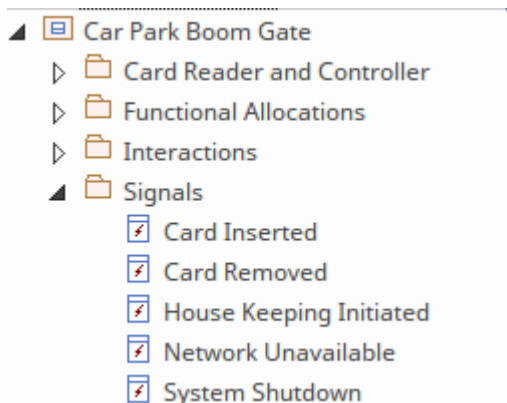 Car Park Boom Gate
Card Reader and Controller
Functional Allocations
Interactions
Signals
Card Inserted
Card Removed
House Keeping Initiated
Network Unavailable
System Shutdown